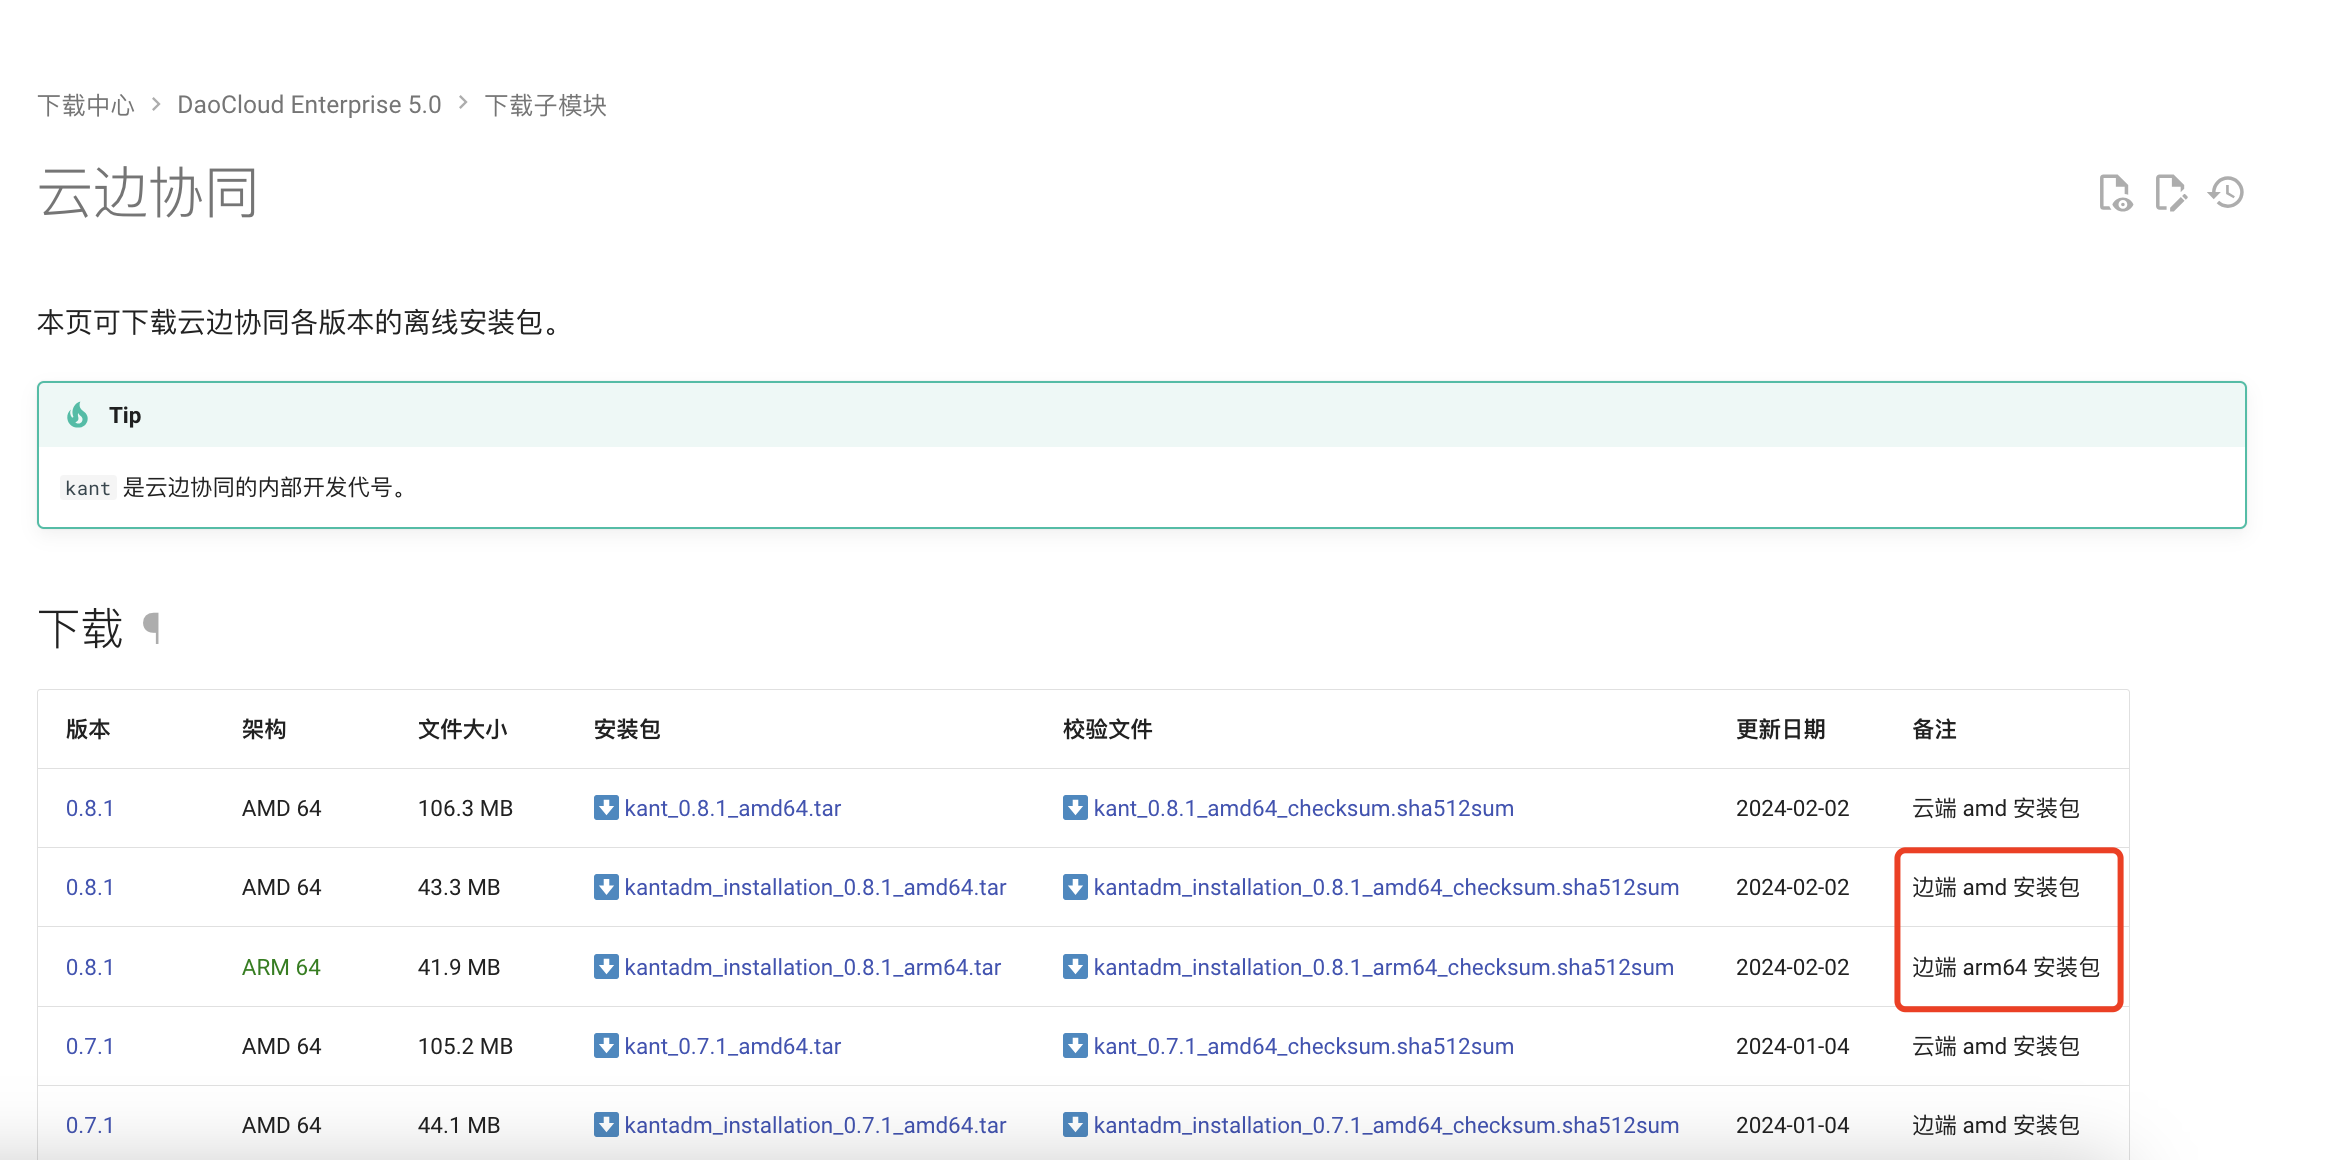 下载中心 > DaoCloud Enterprise 5.0 > 下载子模块
云边协同
本页可下载云边协同各版本的离线安装包。
Tip
kant 是云边协同的内部开发代号。
下载 ¶
版本 架构 文件大小 安装包 校验文件 更新日期 备注
0.8.1 AMD 64 106.3 MB kant_0.8.1_amd64.tar kant_0.8.1_amd64_checksum.sha512sum 2024-02-02 云端 amd 安装包
0.8.1 AMD 64 43.3 MB kantadm_installation_0.8.1_amd64.tar kantadm_installation_0.8.1_amd64_checksum.sha512sum 2024-02-02 边端 amd 安装包
0.8.1 ARM 64 41.9 MB kantadm_installation_0.8.1_arm64.tar kantadm_installation_0.8.1_arm64_checksum.sha512sum 2024-02-02 边端 arm64 安装包
0.7.1 AMD 64 105.2 MB kant_0.7.1_amd64.tar kant_0.7.1_amd64_checksum.sha512sum 2024-01-04 云端 amd 安装包
0.7.1 AMD 64 44.1 MB kantadm_installation_0.7.1_amd64.tar kantadm_installation_0.7.1_amd64_checksum.sha512sum 2024-01-04 边端 amd 安装包